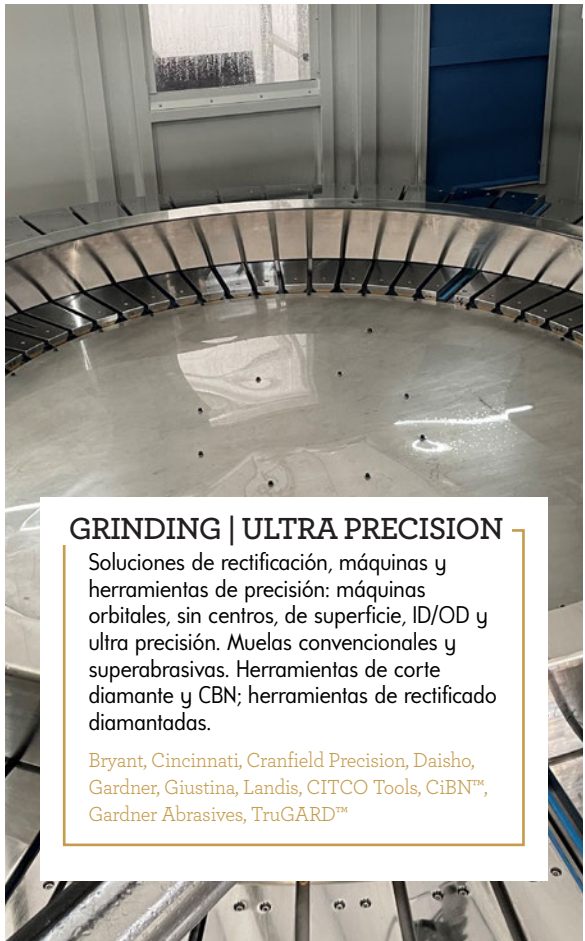 GRINDING | ULTRA PRECISION
Soluciones de rectificación, máquinas y
herramientas de precisión: máquinas
orbitales, sin centros, de superficie, ID/OD y
ultra precisión. Muelas convencionales y
superabrasivas. Herramientas de corte
diamante y CBN; herramientas de rectificado
diamantadas.
Bryant, Cincinnati, Cranfield Precision, Daisho,
Gardner, Giustina, Landis, CITCO Tools, CiBN™,
Gardner Abrasives, TruGARD™